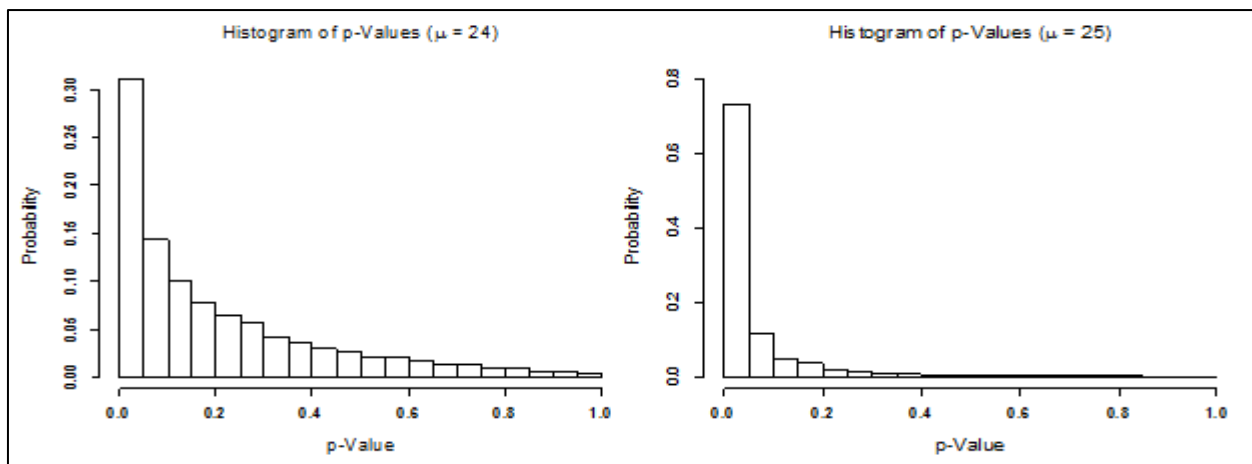 Histogram of p-Values (μ = 24)
Probability
0.30
0.25
0.20
0.15
0.10
0.05
0.00
0.0 0.2 0.4 0.6 0.8 1.0
p-Value
Histogram of p-Values (μ = 25)
Probability
0.8
0.6
0.4
0.2
0.0
0.0 0.2 0.4 0.6 0.8 1.0
p-Value